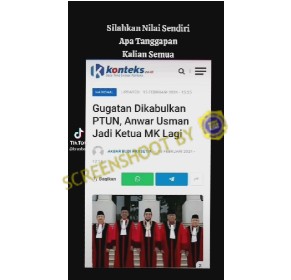 Silahkan Nilai Sendiri
Apa Tanggapan
Kalian Semua
konteks
Gugatan Dikabulkan
PTUN, Anwar Usman
Jadi Ketua MK Lagi
SCREENSHOOT BY
Bagikan